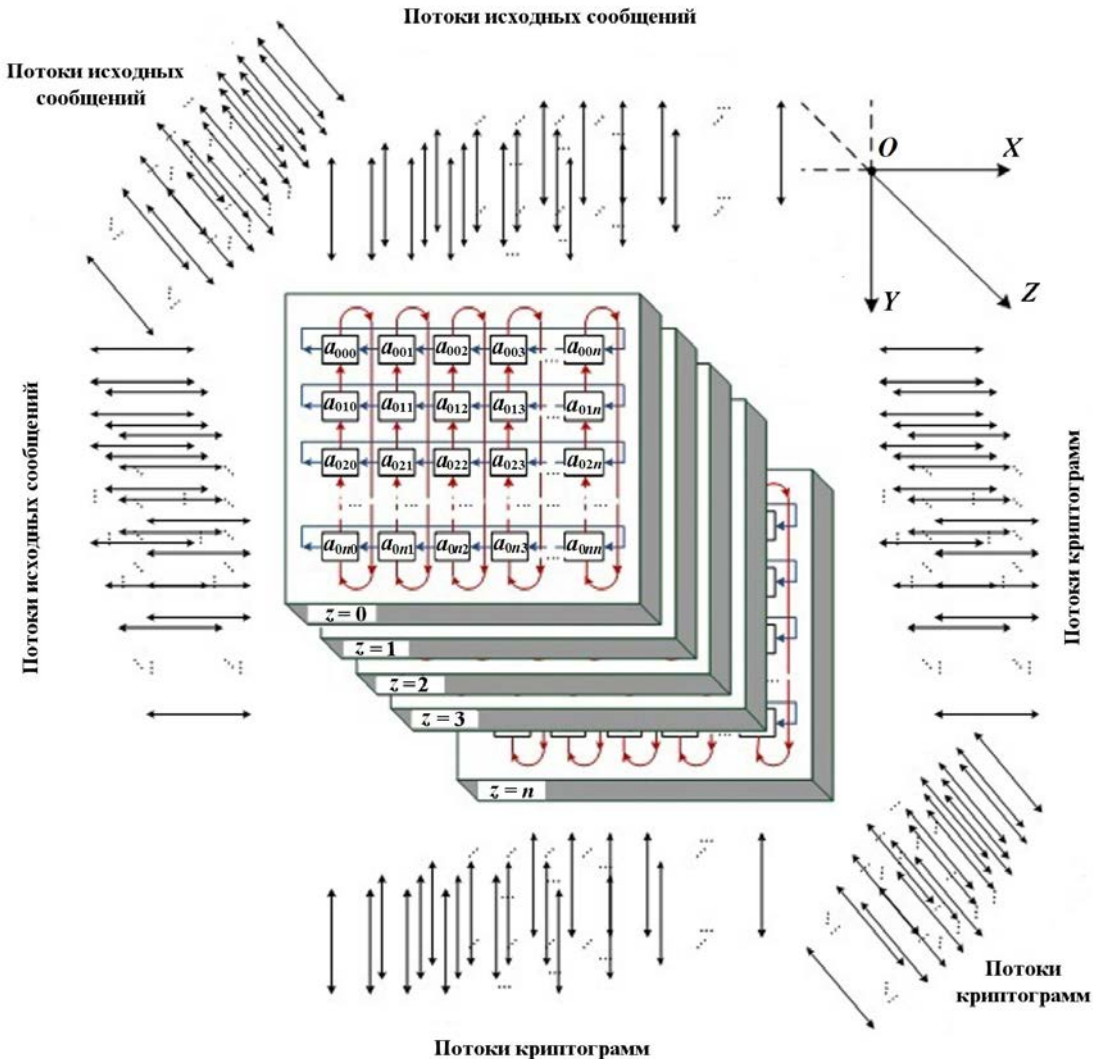 Потоки исходных сообщений
Потоки исходных
сообщений
O
X
Y
Z
a000 a001 a002 a003 ... a00n
a010 a011 a012 a013 ... a01n
a020 a021 a022 a023 ... a02n
... ... ...
a0n0 a0n1 a0n2 a0n3 ... a0nn
z = 0
z = 1
z = 2
z = 3
z = n
Потоки исходных сообщений
Потоки криптограмм
Потоки
криптограмм
Потоки криптограмм